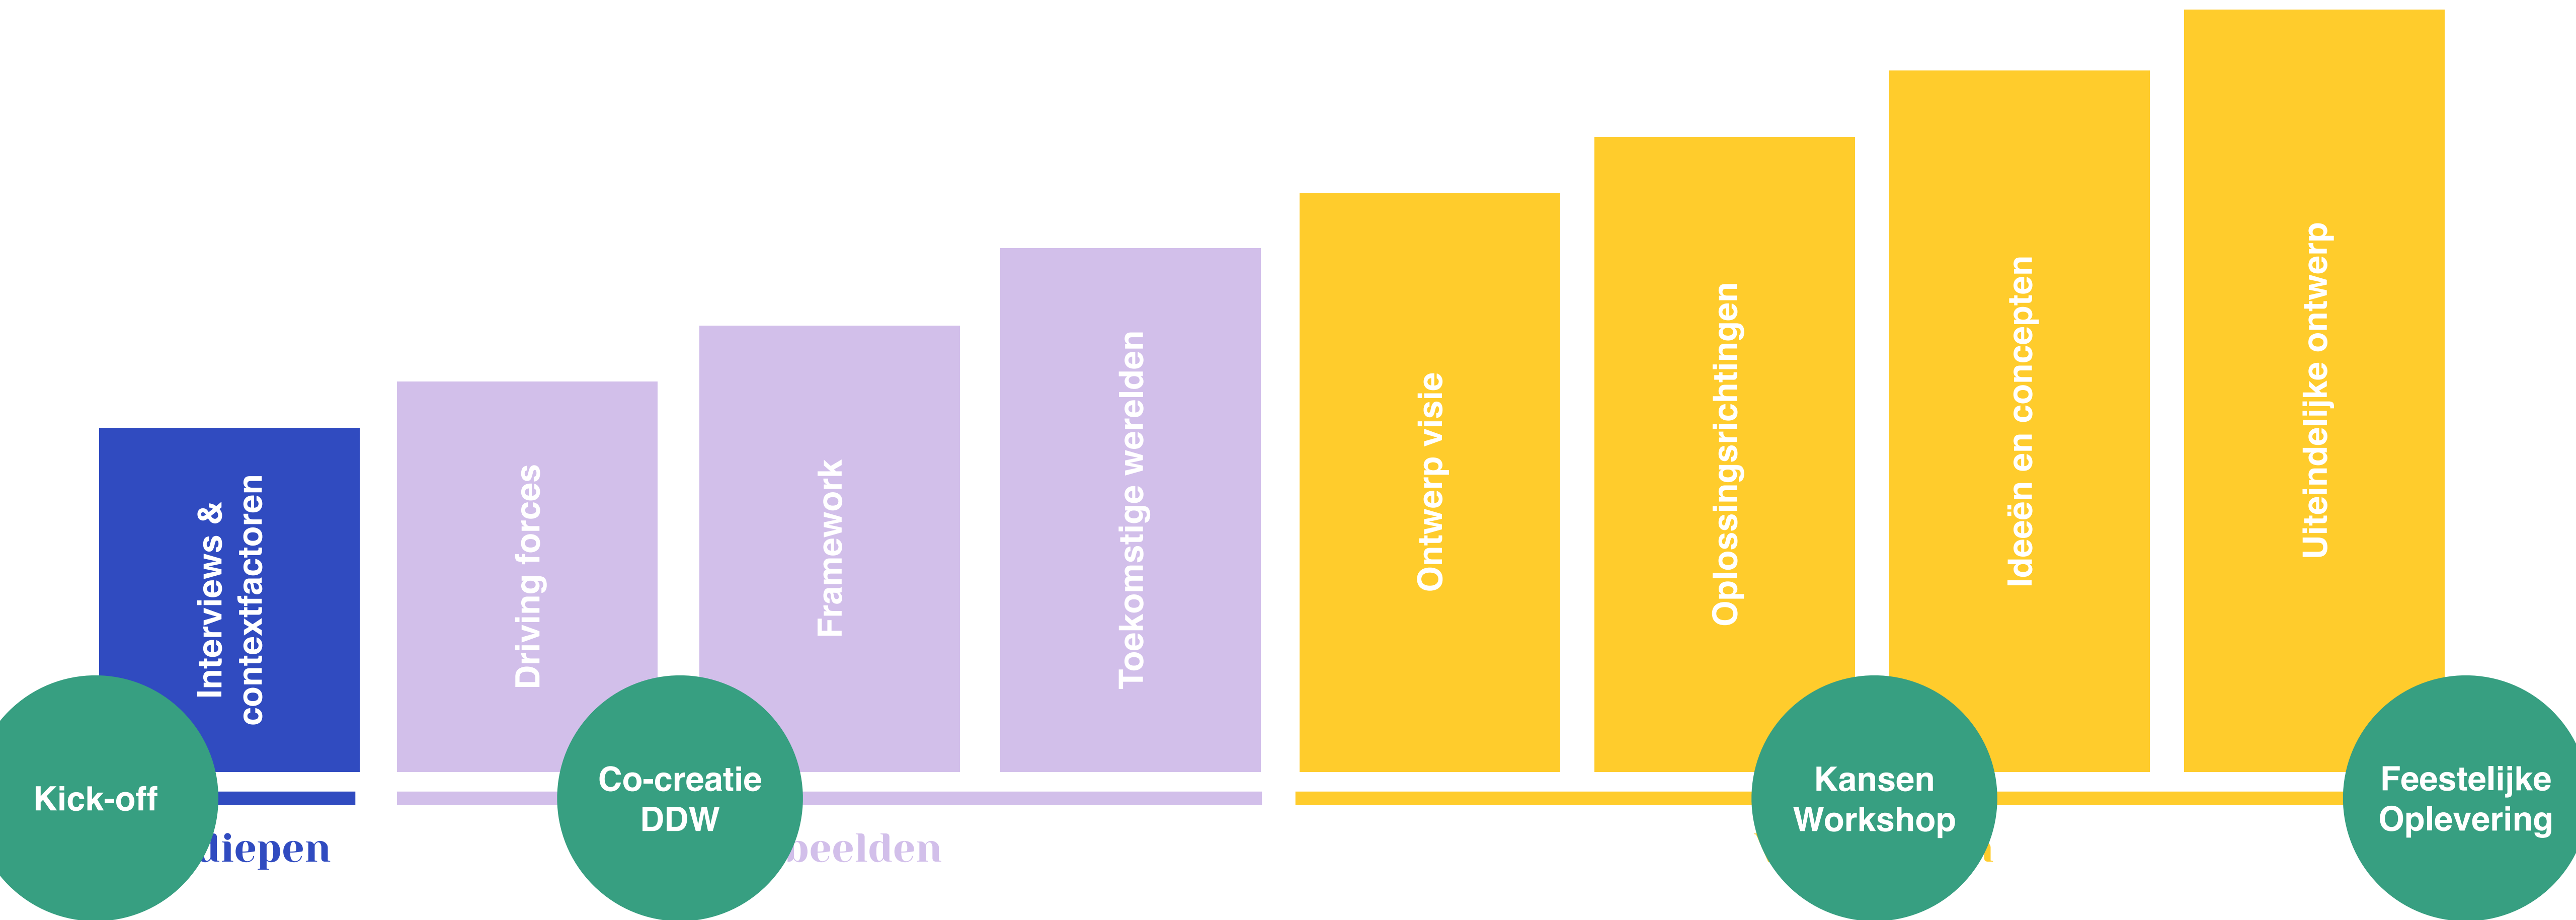 Interviews &
contextfactoren
Driving forces
Framework
Toekomstige werelden
Ontwerp visie
Oplossingsrichtingen
Ideeën en concepten
Uiteindelijke ontwerp
Kick-off
Co-creatie
DDW
Kansen
Workshop
Feestelijke
Oplevering
diepen
beelden